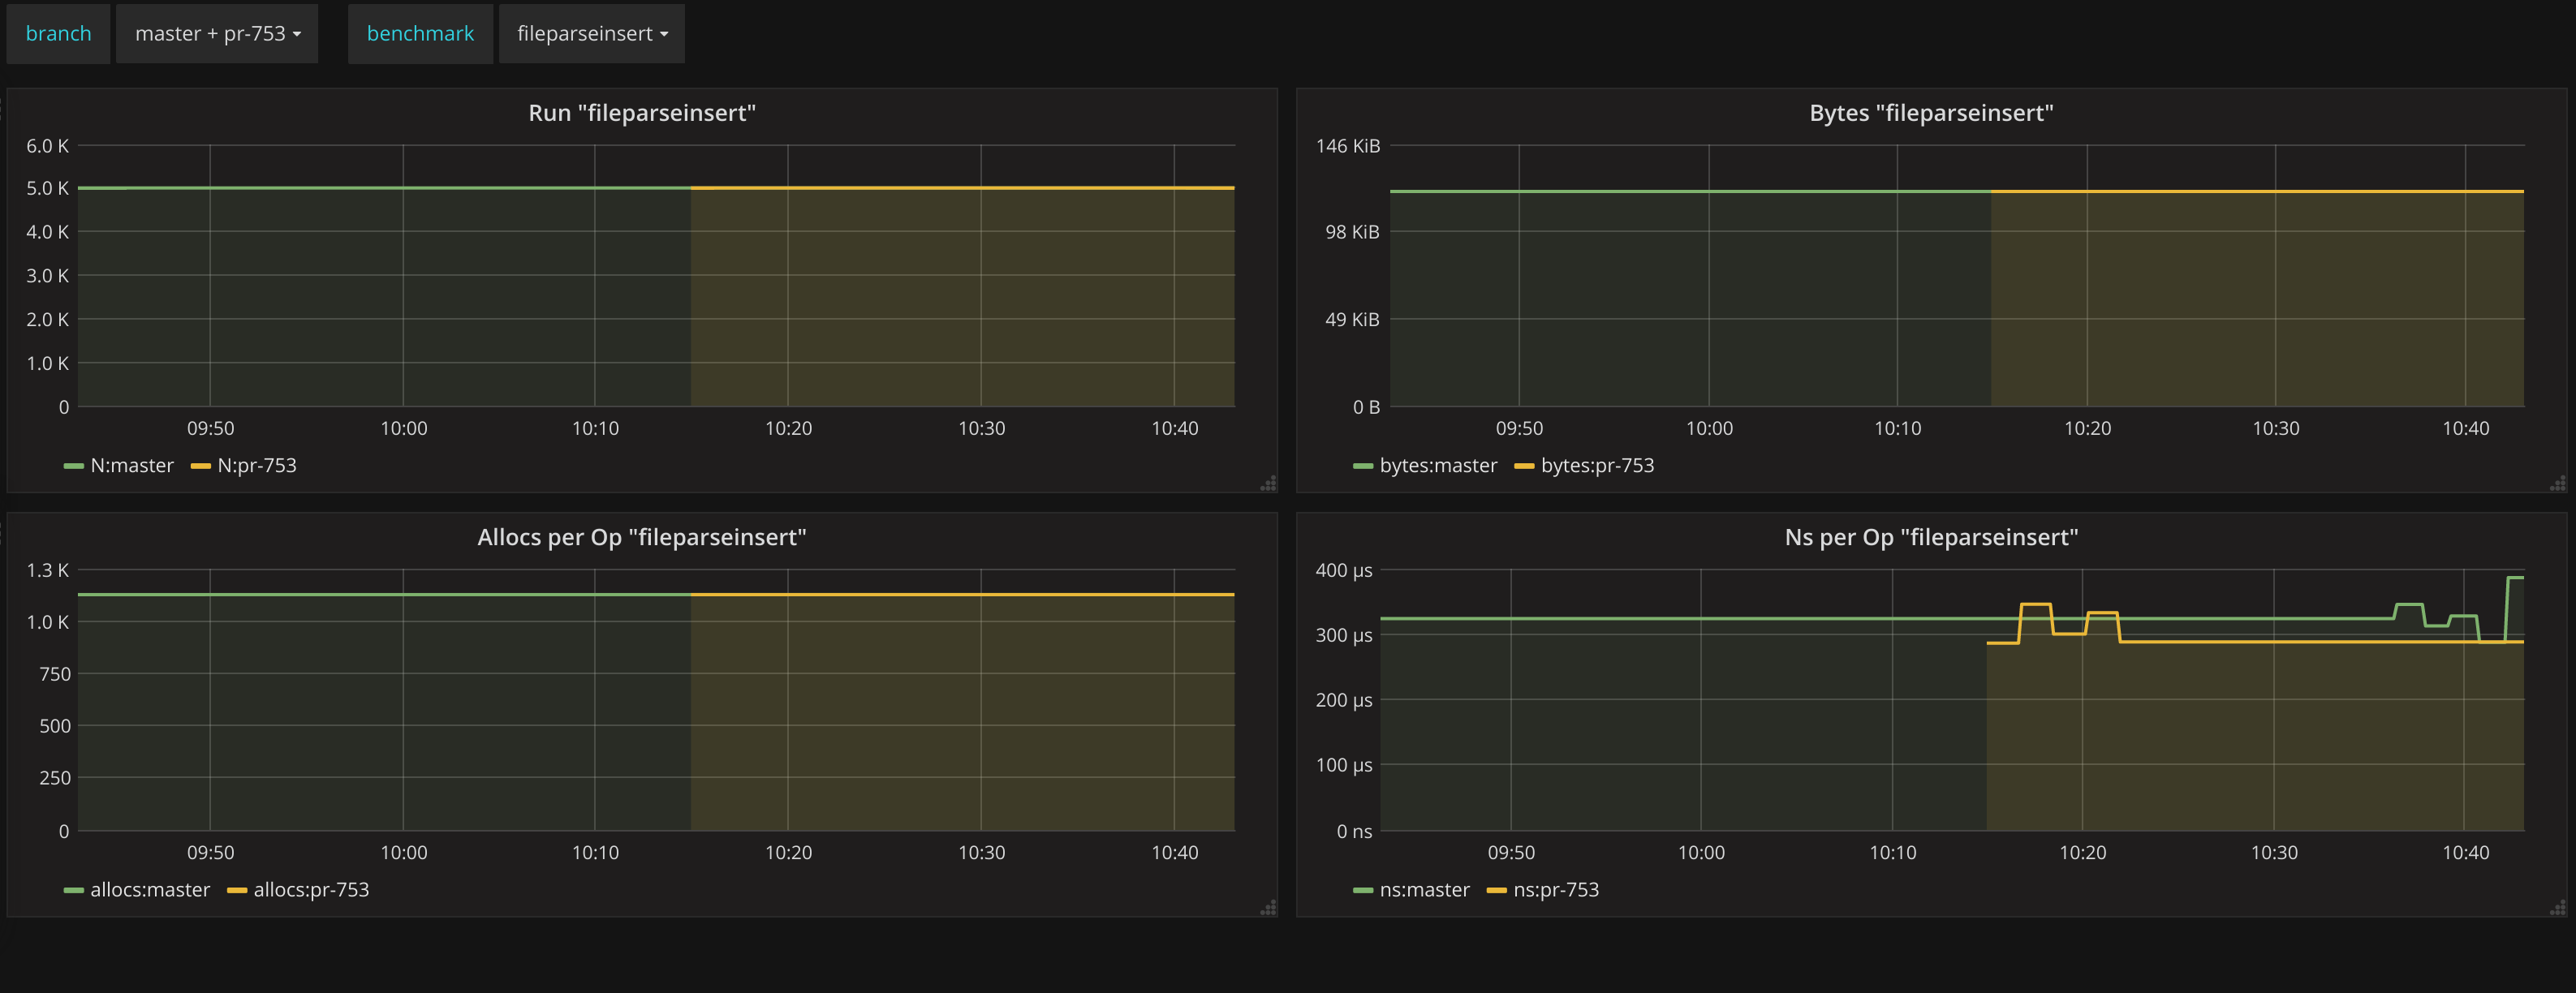 branch master + pr-753 benchmark fileparseinsert
Run "fileparseinsert"
6.0 K
5.0 K
4.0 K
3.0 K
2.0 K
1.0 K
0
09:50 10:00 10:10 10:20 10:30 10:40
N:master N:pr-753
Bytes "fileparseinsert"
146 KiB
98 KiB
49 KiB
0 B
09:50 10:00 10:10 10:20 10:30 10:40
bytes:master bytes:pr-753
Allocs per Op "fileparseinsert"
1.3 K
1.0 K
750
500
250
0
09:50 10:00 10:10 10:20 10:30 10:40
allocs:master allocs:pr-753
Ns per Op "fileparseinsert"
400 µs
300 µs
200 µs
100 µs
0 ns
09:50 10:00 10:10 10:20 10:30 10:40
ns:master ns:pr-753